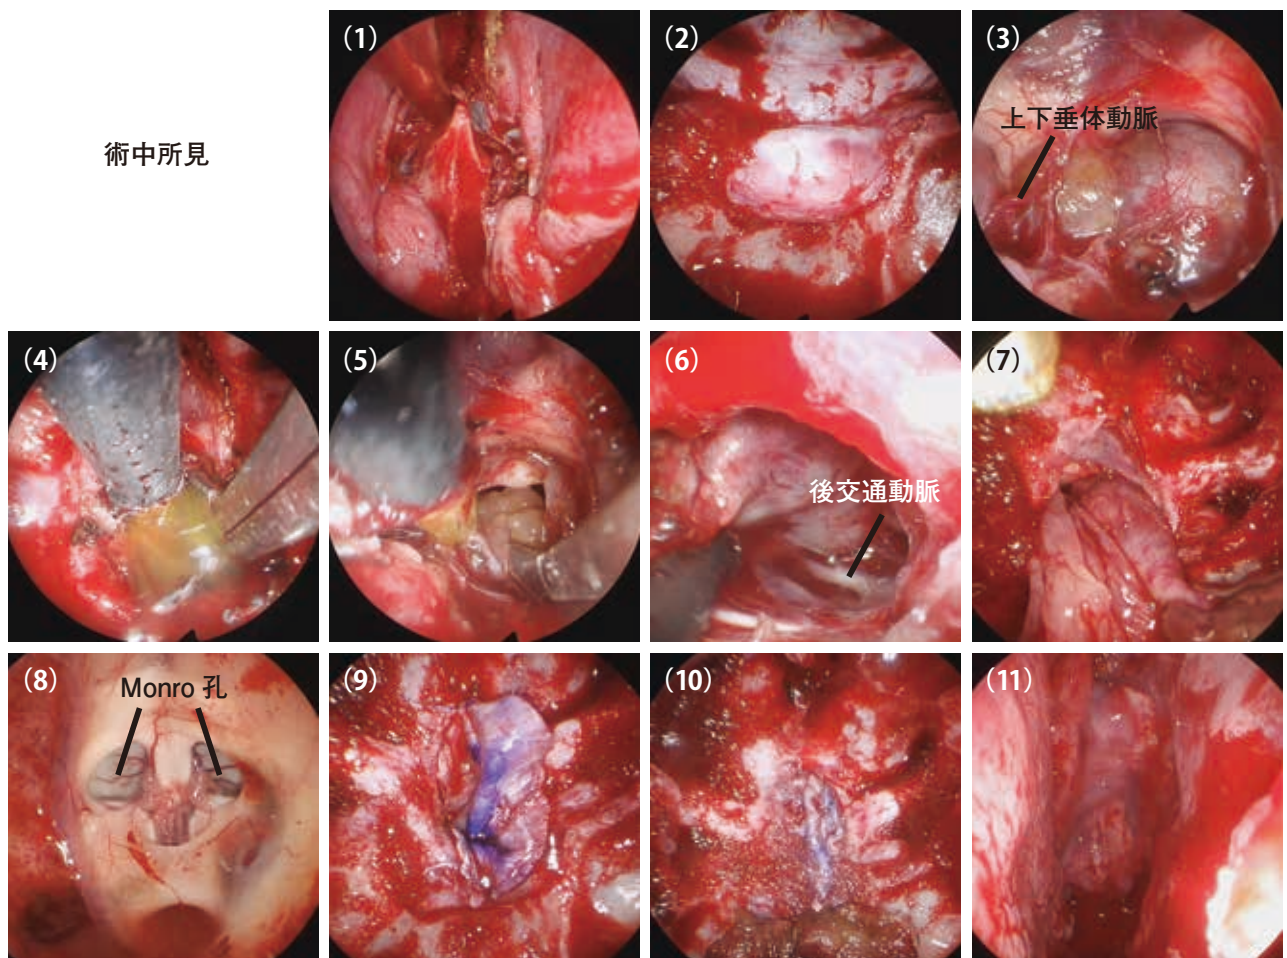 術中所見
（1）
（2）
（3）
上下垂体動脈
（4）
（5）
（6）
後交通動脈
（7）
（8）
Monro 孔
（9）
（10）
（11）